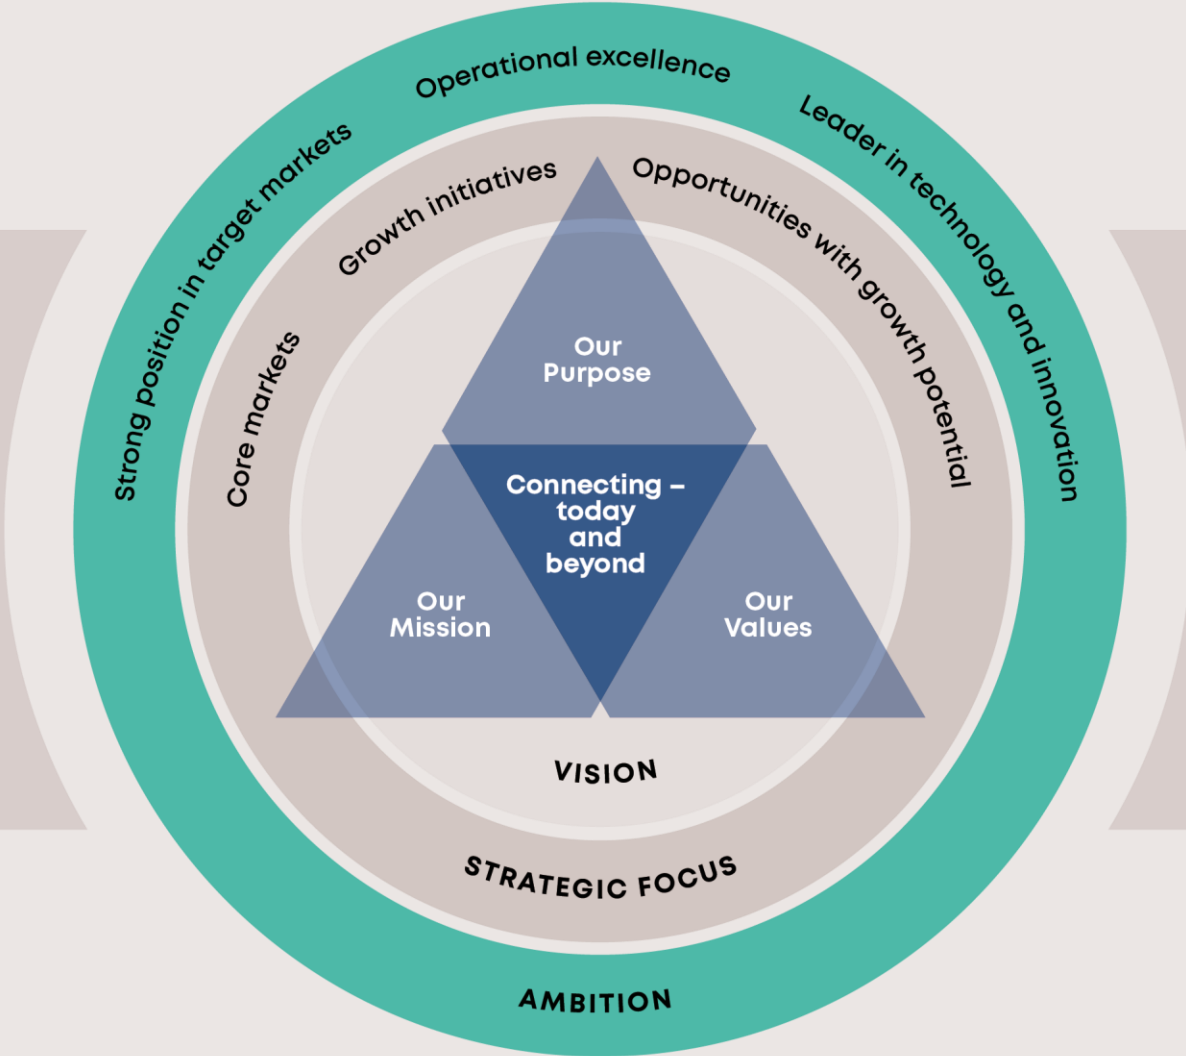 Operational excellence
Strong position in target markets
Leader in technology and innovation
Growth initiatives
Opportunities with growth potential
Core markets
Our
Purpose
Connecting –
today
and
beyond
Our
Mission
Our
Values
VISION
STRATEGIC FOCUS
AMBITION